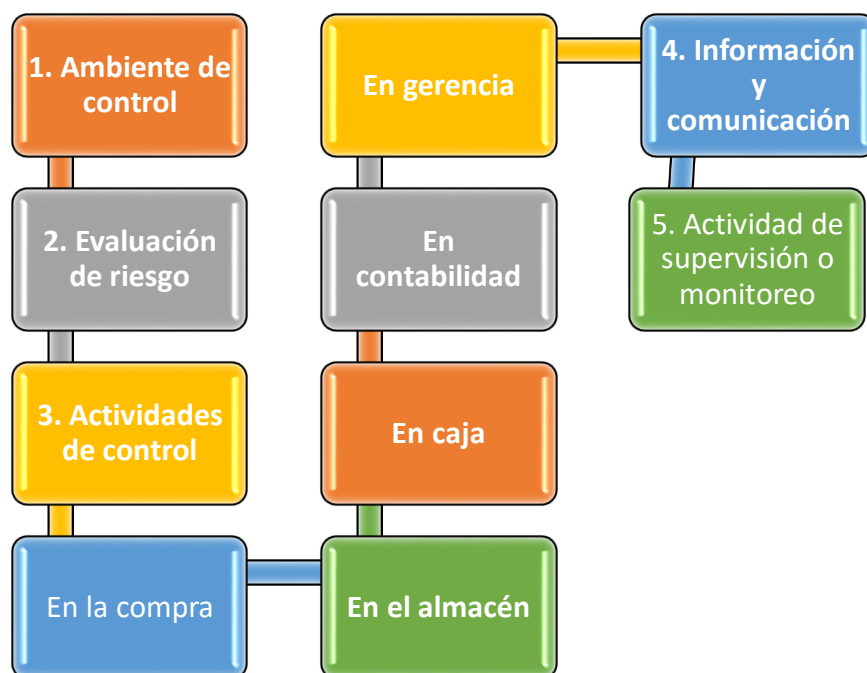 1. Ambiente de
control
2. Evaluación
de riesgo
3. Actividades
de control
En la compra
En el almacén
En caja
En
contabilidad
En gerencia
4. Información
y
comunicación
5. Actividad de
supervisión o
monitoreo